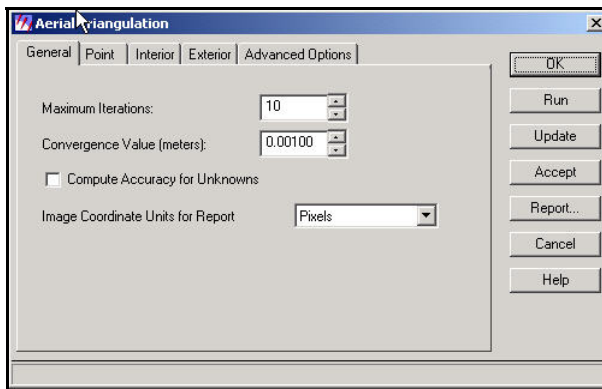 Aerial Triangulation
General Point Interior Exterior Advanced Options
Maximum Iterations: 10
Convergence Value (meters): 0.00100
Compute Accuracy for Unknowns
Image Coordinate Units for Report Pixels
OK
Run
Update
Accept
Report...
Cancel
Help